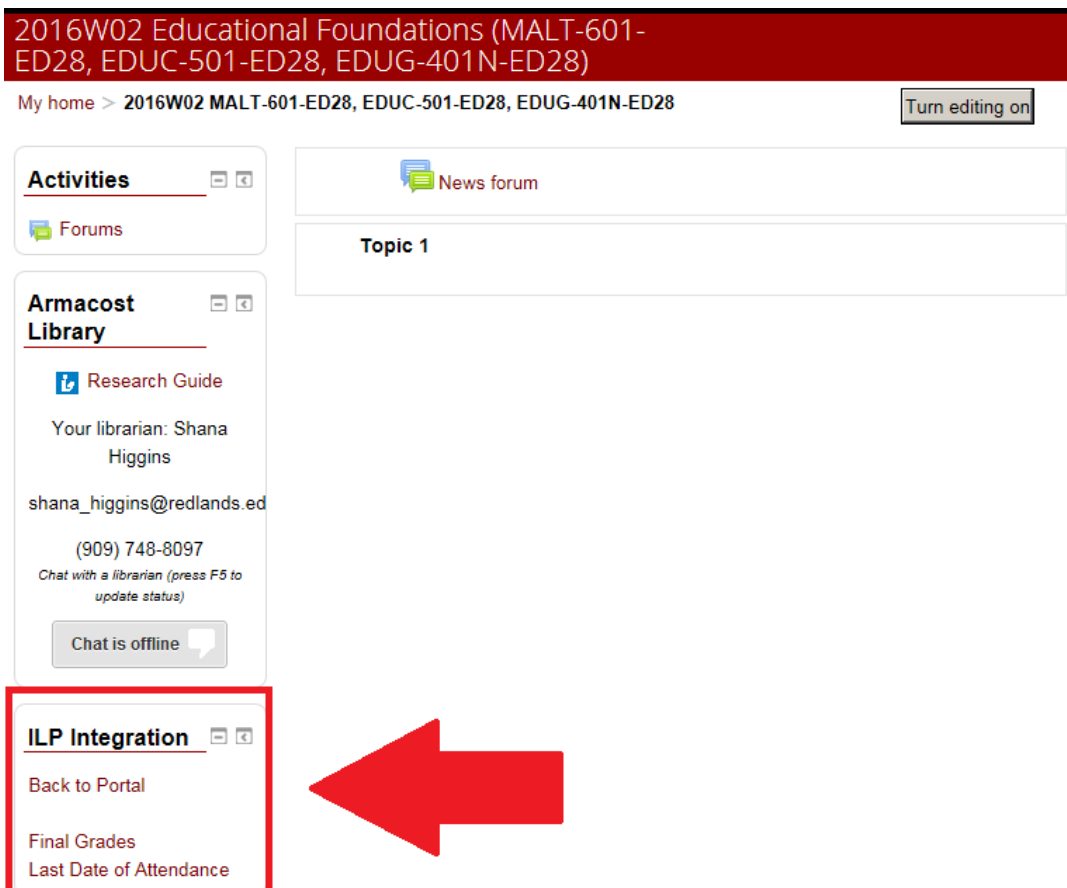 2016W02 Educational Foundations (MALT-601-
ED28, EDUC-501-ED28, EDUG-401N-ED28)
My home > 2016W02 MALT-601-ED28, EDUC-501-ED28, EDUG-401N-ED28
Turn editing on
Activities
Forums
Armacost
Library
Research Guide
Your librarian: Shana
Higgins
shana_higgins@redlands.ed
(909) 748-8097
Chat with a librarian (press F5 to
update status)
Chat is offline
ILP Integration
Back to Portal
Final Grades
Last Date of Attendance
News forum
Topic 1